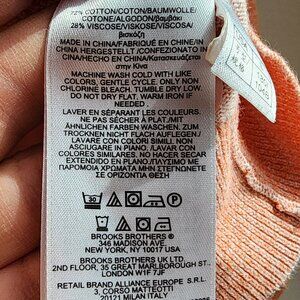 72% COTTON/COTON/BAUMWOLLE
COTONE/ALGODON/βαμβάκι
28% VISCOSE/VISCOSA/VISKOSE/
βισκόζη
MADE IN CHINA/FABRIQUÉ EN CHINE/IN
CHINA HERGESTELLT /CONFEZIONATO IN
CINA/HECHO EN CHINA/Κατασκευάζεται
στην Κίνα
MACHINE WASH COLD WITH LIKE
COLORS, GENTLE CYCLE. ONLY NON
CHLORINE BLEACH. TUMBLE DRY LOW.
DO NOT DRY FLAT. WARM IRON IF
NEEDED .
LAVER EN SÉPARANT LES COULEURS.
NE PAS SÉCHER À PLAT./MIT
ÄHNLICHEN FARBEN WASCHEN. ZUM
TROCKNEN NICHT FLACH AUFLEGEN./
LAVARE CON COLORI SIMILI. NON
ASCIUGARE IN PIANO./LAVAR CON
COLORES SIMILARES. NO HACER SECAR
EXTENDIDO EN PLANO./ΤΟ ΠΛΥΣΙΜΟ ΜΕ
ΠΑΡΟΜΟΙΑ ΧΡΩΜΑΤΑ ΜΗΝ ΣΤΕΓΝΩΣΕΤΕ
ΣΕ ΟΡΙΖΟΝΤΙΑ ΘΕΣΗ
30
BROOKS BROTHERS ®
346 MADISON AVE.
NEW YORK, NY 10017 USA
BROOKS BROTHERS UK LTD.
2ND FLOOR, 35 GREAT MARLBOROUGH ST.
LONDON W1F 7JF
RETAIL BRAND ALLIANCE EUROPE S.R.L
3, CORSO MATTEOTTI
20121 MILAN ITALY